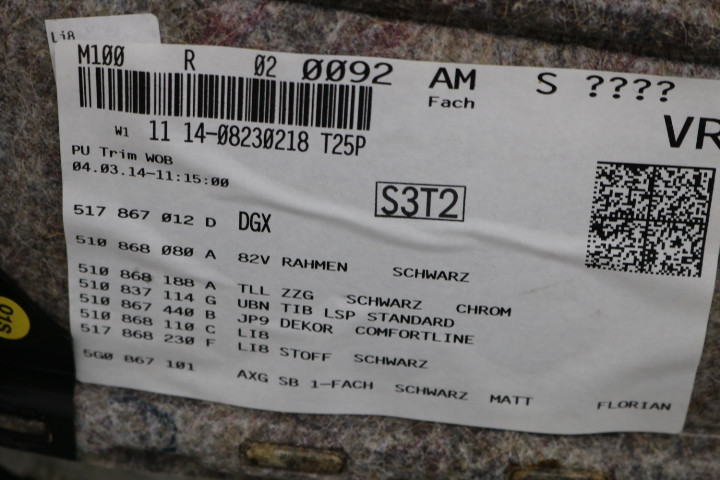 Li8
M100 R 02 0092 AM S ????
Fach
VR
W1 11 14-08230218 T25P
PU Trim WOB
04.03.14-11:15:00
S3T2
517 867 012 D DGX
510 868 080 A 82V RAHMEN SCHWARZ
510 868 188 A TLL ZZG SCHWARZ CHROM
510 837 114 G UBN TIB LSP STANDARD
510 867 440 B JP9 DEKOR COMFORTLINE
510 868 110 C LI8
517 868 230 F LI8 STOFF SCHWARZ
5G0 867 101 AXG SB 1-FACH SCHWARZ MATT FLORIAN
01S